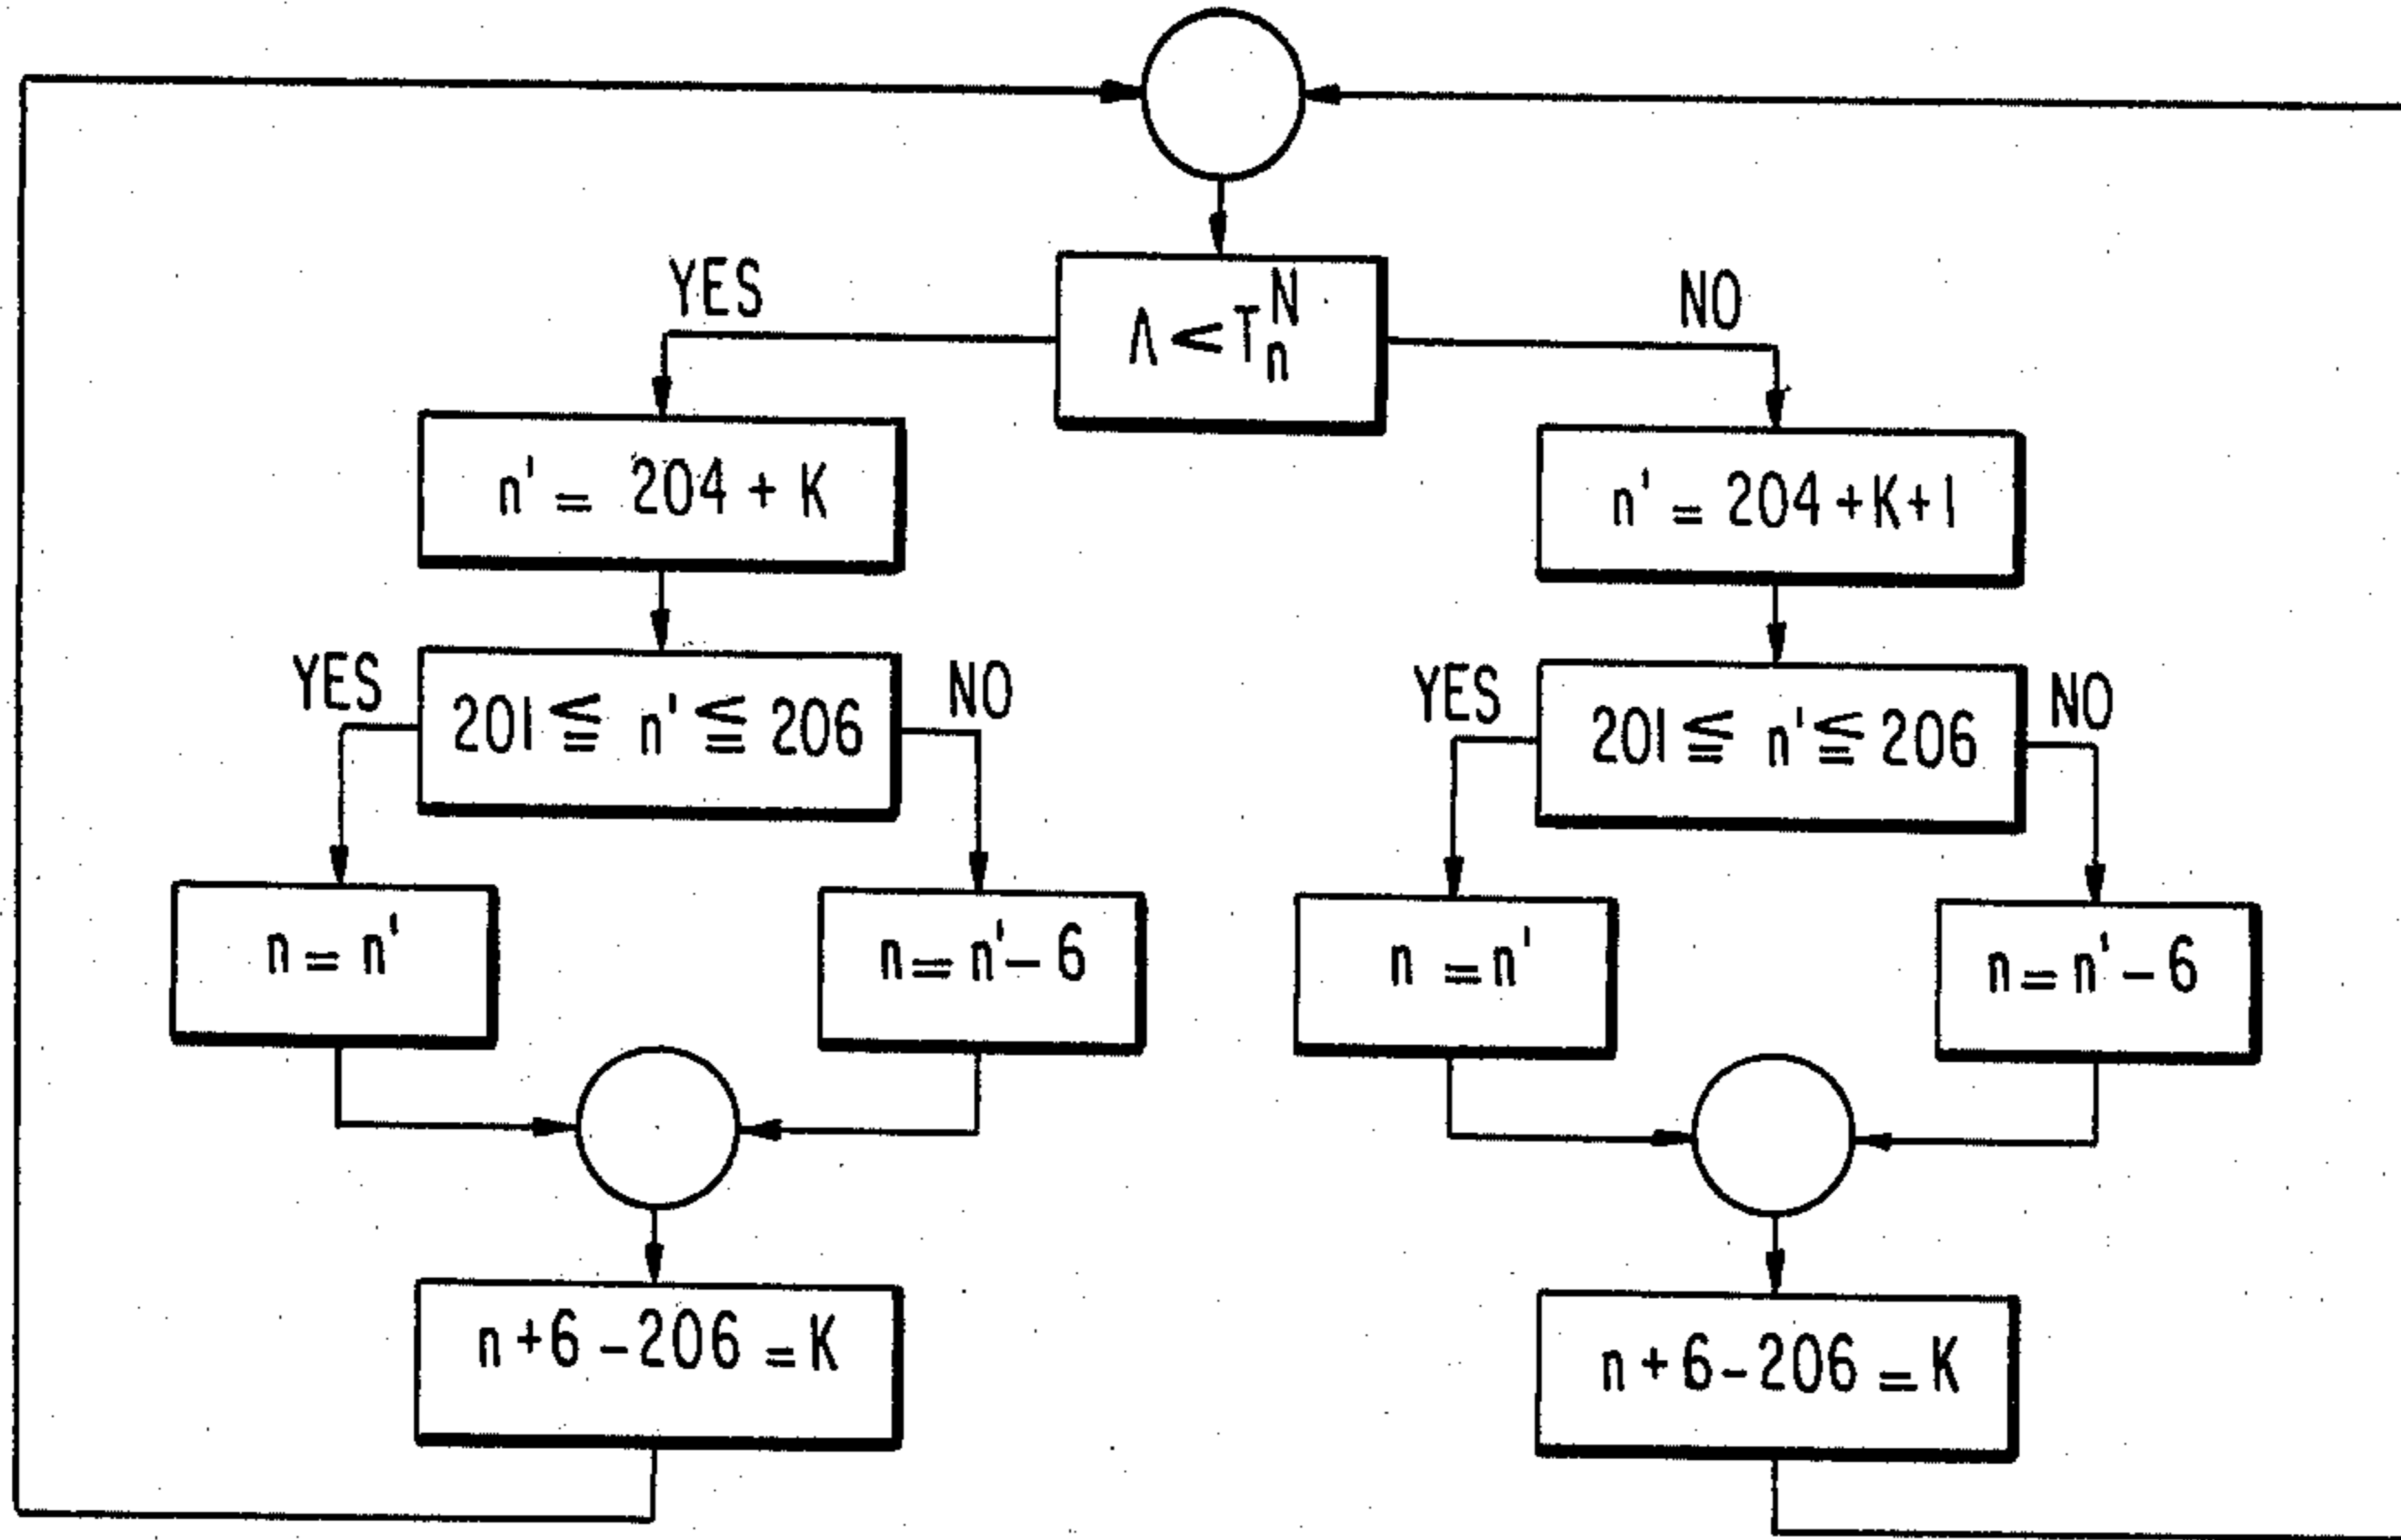 YES
Λ < T_n^N
NO
n' = 204 + K
n' = 204 + K + 1
YES
201 ≦ n' ≦ 206
NO
YES
201 ≦ n' ≦ 206
NO
n = n'
n = n' - 6
n = n'
n = n' - 6
n + 6 - 206 = K
n + 6 - 206 = K